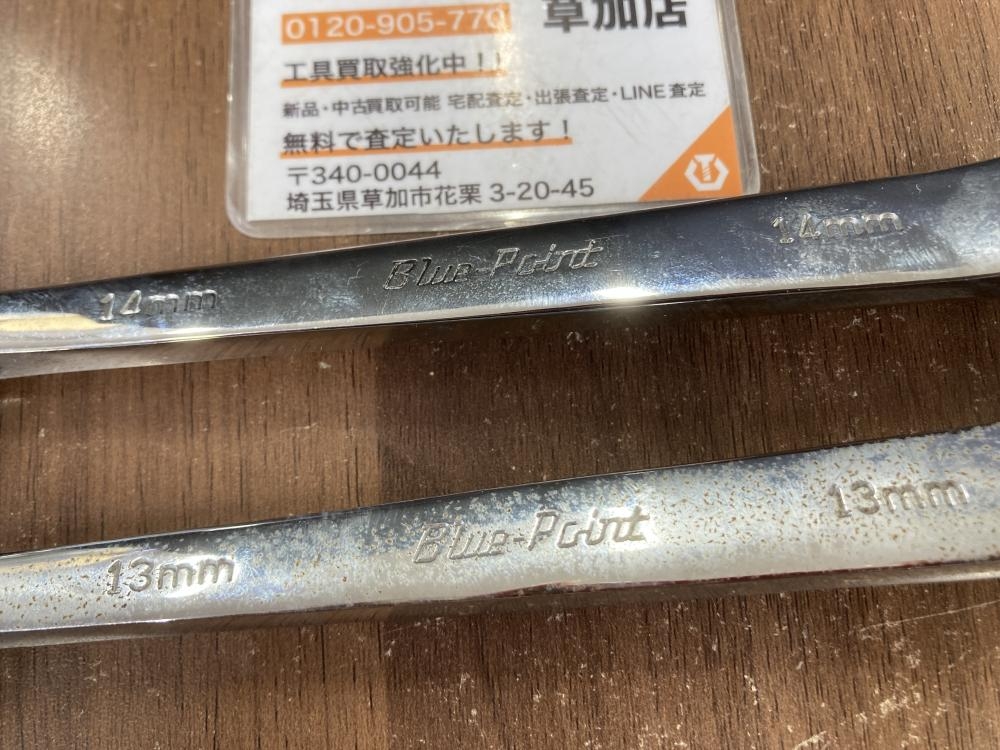 0120-905-770
草加店
工具買取強化中！！
新品・中古買取可能 宅配査定・出張査定・LINE査定
無料で査定いたします！
〒340-0044
埼玉県草加市花栗 3-20-45
14mm Blue-Point 14mm
13mm Blue-Point 13mm